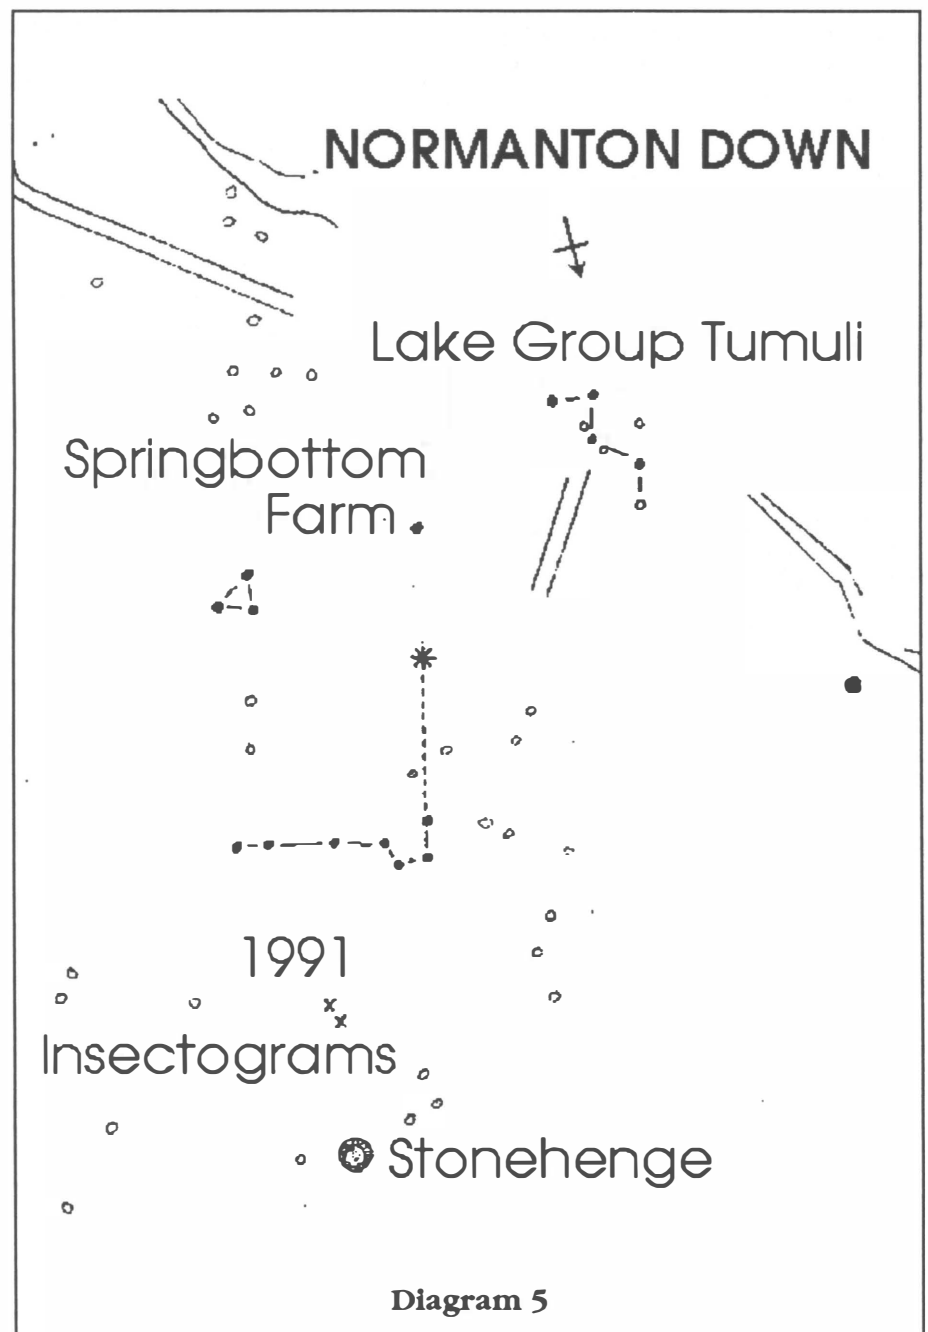 NORMANTON DOWN
Lake Group Tumuli
Springbottom
Farm
1991
x
x
Insectograms
Stonehenge
Diagram 5